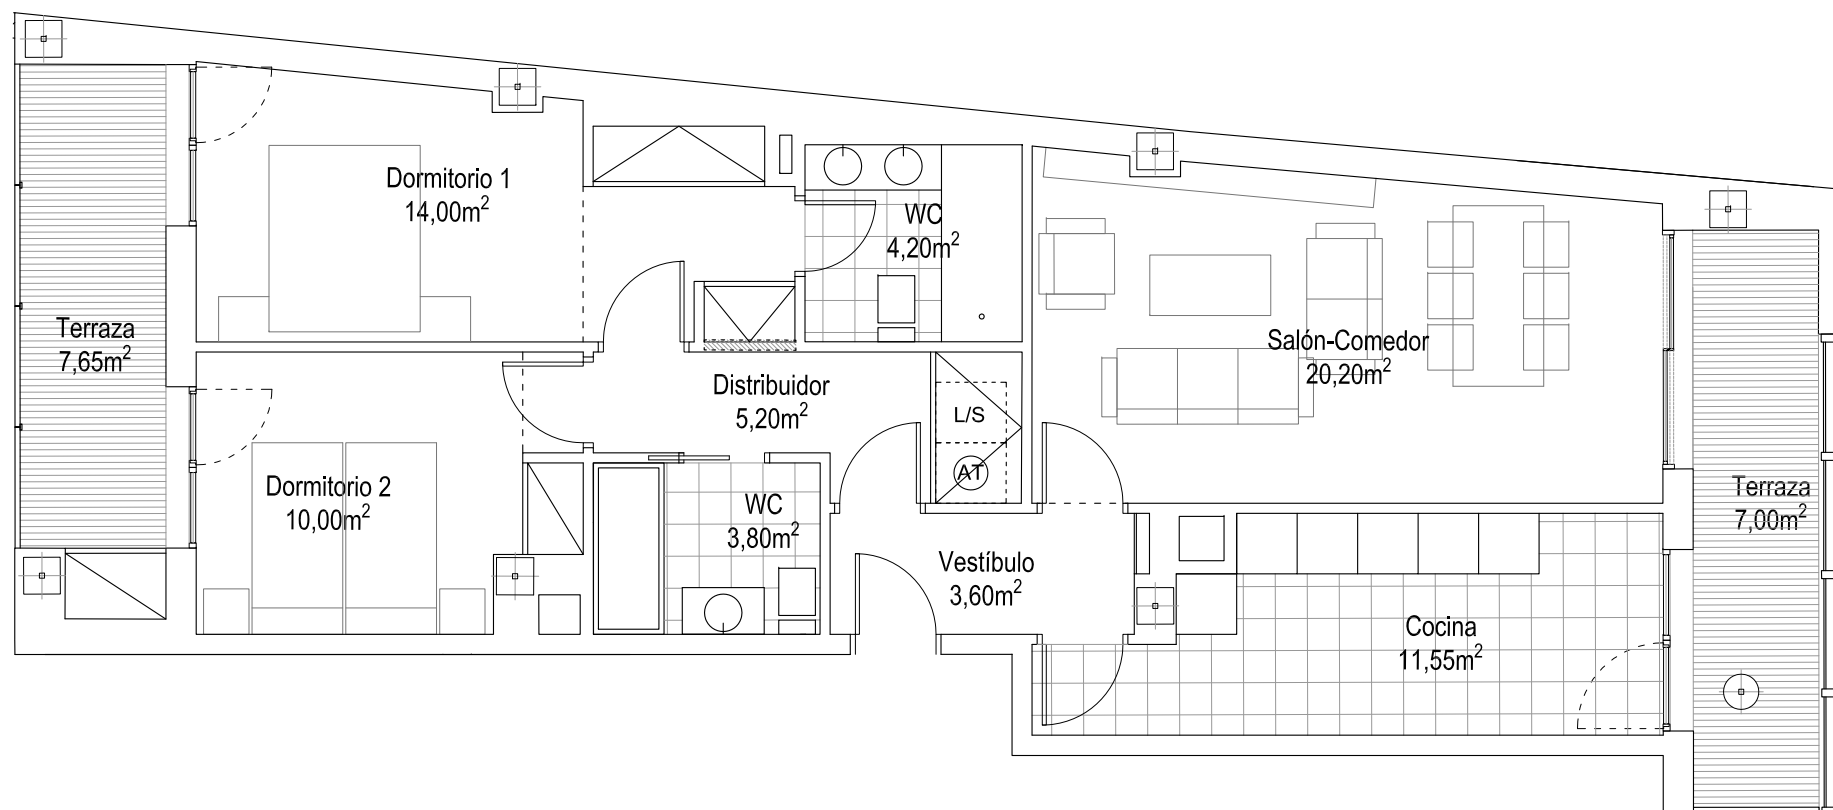 Dormitorio 1
14,00m²
WC
4,20m²
Terraza
7,65m²
Salón-Comedor
20,20m²
Distribuidor
5,20m²
L/S
AT
Dormitorio 2
10,00m²
WC
3,80m²
Terraza
7,00m²
Vestíbulo
3,60m²
Cocina
11,55m²